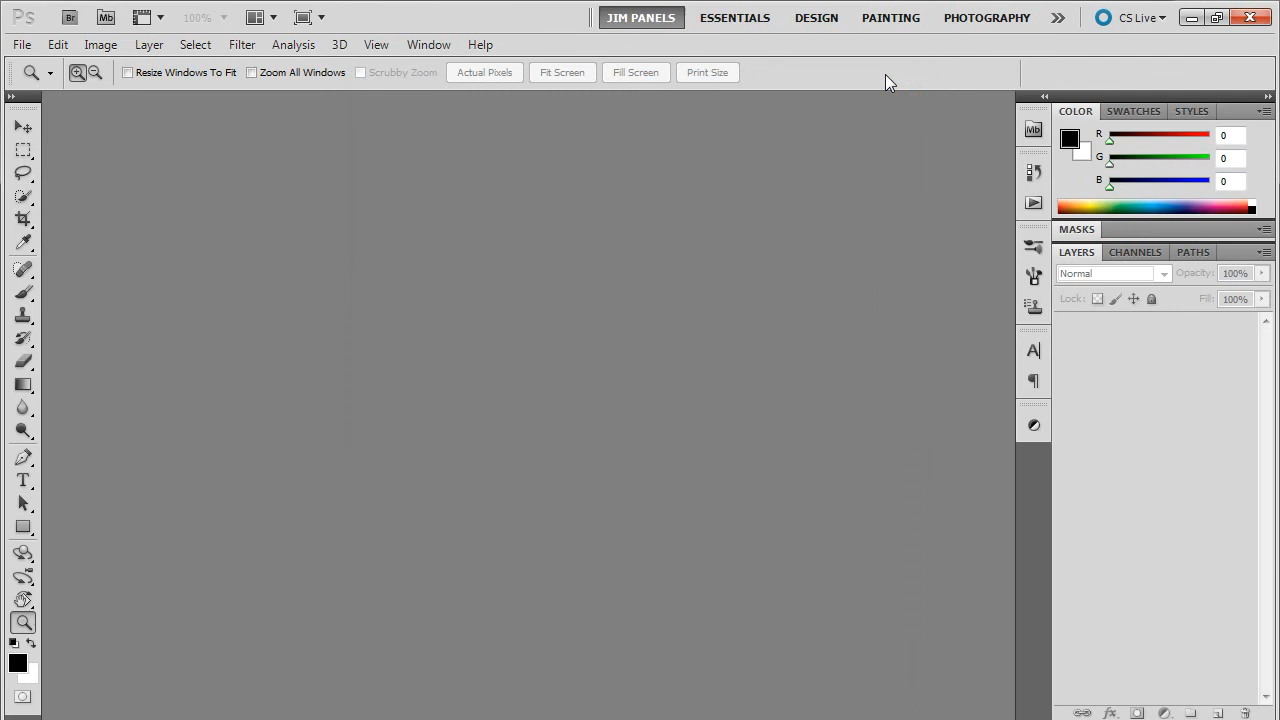 Ps Br Mb 100% JIM PANELS ESSENTIALS DESIGN PAINTING PHOTOGRAPHY CS Live
File Edit Image Layer Select Filter Analysis 3D View Window Help
Resize Windows To Fit Zoom All Windows Scrubby Zoom Actual Pixels Fit Screen Fill Screen Print Size
COLOR SWATCHES STYLES
Mb
R 0
G 0
B 0
MASKS
LAYERS CHANNELS PATHS
Normal Opacity: 100%
Lock: Fill: 100%
A
T
fx